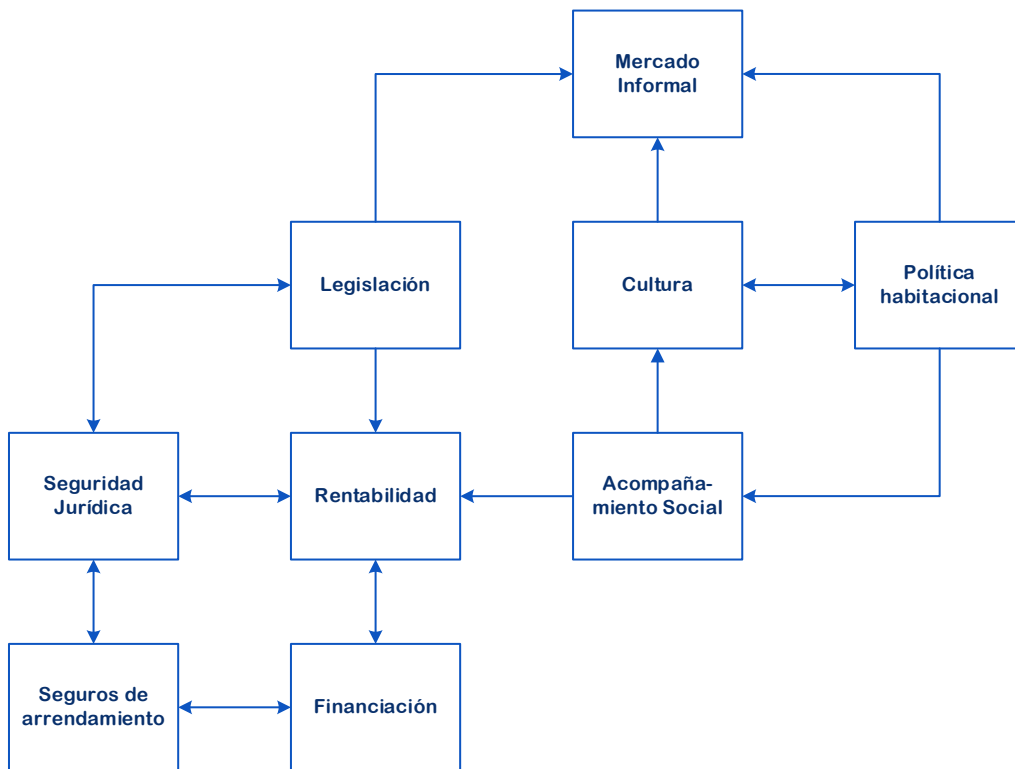 Mercado
Informal
Legislación
Cultura
Política
habitacional
Seguridad
Jurídica
Rentabilidad
Acompaña-
miento Social
Seguros de
arrendamiento
Financiación